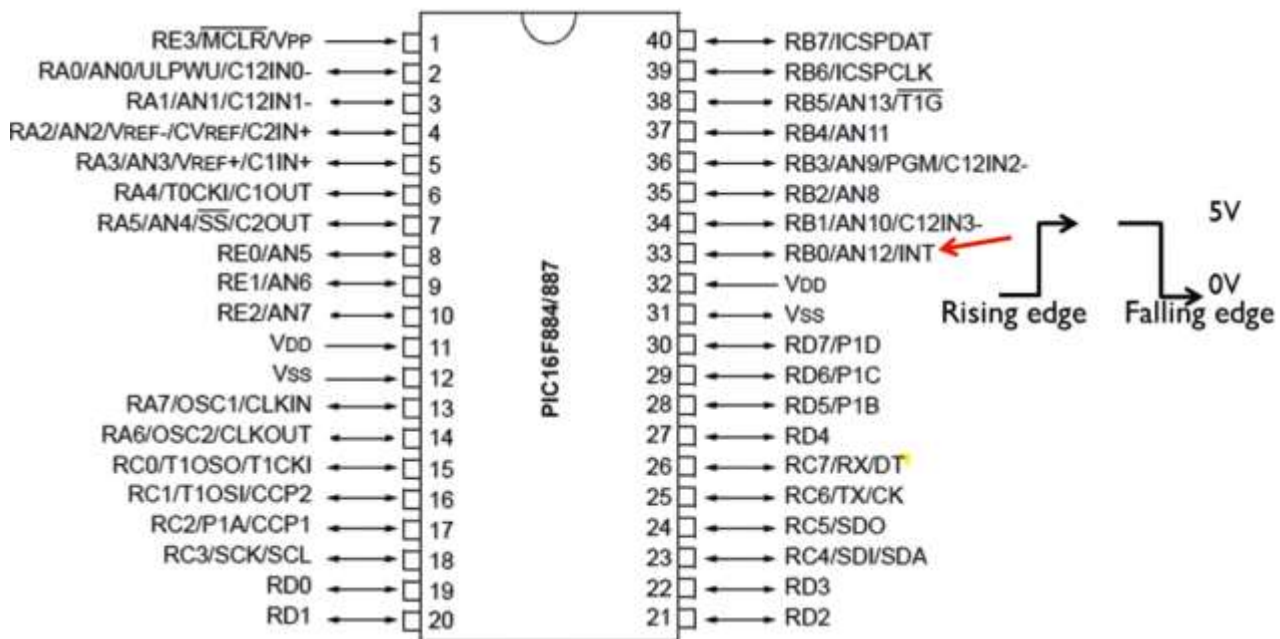 RE3/MCLR/VPP 1
RA0/AN0/ULPWU/C12IN0- 2
RA1/AN1/C12IN1- 3
RA2/AN2/VREF-/CVREF/C2IN+ 4
RA3/AN3/VREF+/C1IN+ 5
RA4/T0CKI/C1OUT 6
RA5/AN4/SS/C2OUT 7
RE0/AN5 8
RE1/AN6 9
RE2/AN7 10
VDD 11
VSS 12
RA7/OSC1/CLKIN 13
RA6/OSC2/CLKOUT 14
RC0/T1OSO/T1CKI 15
RC1/T1OSI/CCP2 16
RC2/P1A/CCP1 17
RC3/SCK/SCL 18
RD0 19
RD1 20
PIC16F884/887
40 RB7/ICSPDAT
39 RB6/ICSPCLK
38 RB5/AN13/T1G
37 RB4/AN11
36 RB3/AN9/PGM/C12IN2-
35 RB2/AN8
34 RB1/AN10/C12IN3-
33 RB0/AN12/INT
32 VDD
31 VSS
30 RD7/P1D
29 RD6/P1C
28 RD5/P1B
27 RD4
26 RC7/RX/DT
25 RC6/TX/CK
24 RC5/SDO
23 RC4/SDI/SDA
22 RD3
21 RD2
5V
0V
Rising edge Falling edge